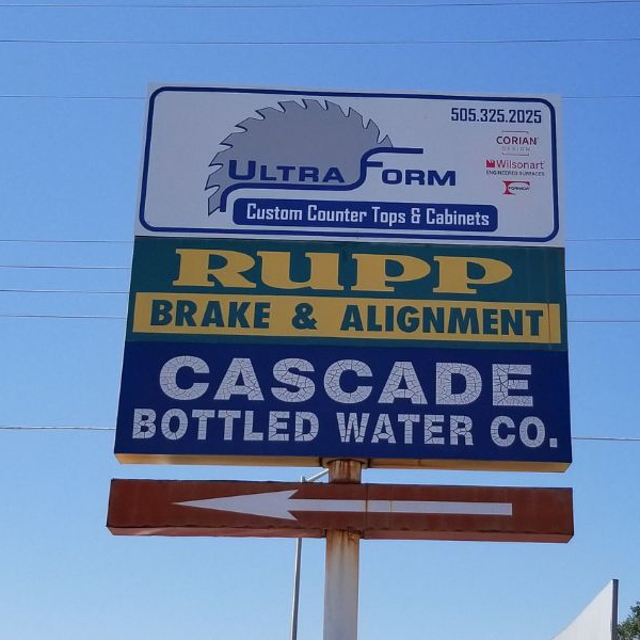 505.325.2025
CORIAN
DESIGN
Wilsonart
ENGINEERED SURFACES
FORMICA
ULTRA FORM
Custom Counter Tops & Cabinets
RUPP
BRAKE & ALIGNMENT
CASCADE
BOTTLED WATER CO.